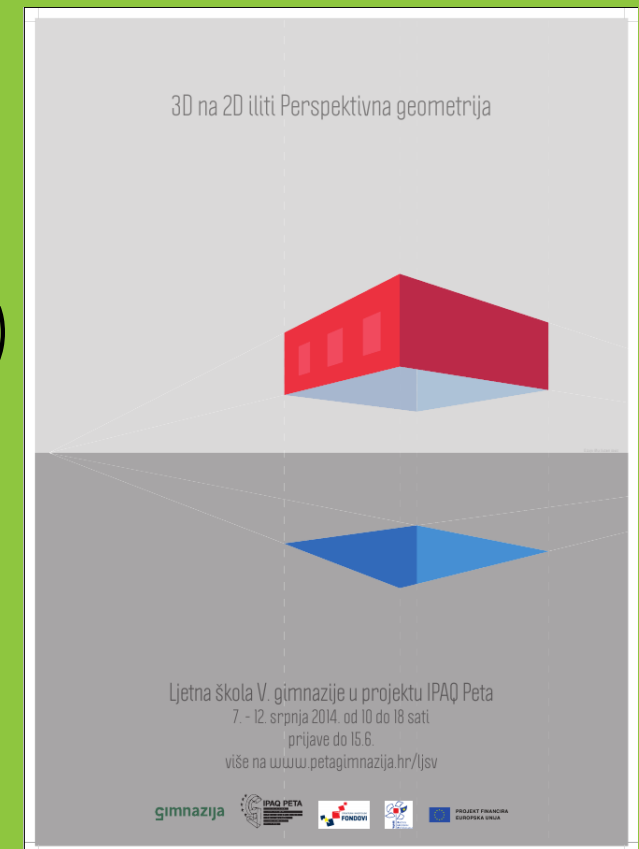 3D na 2D iliti Perspektivna geometrija
Ljetna škola V. gimnazije u projektu IPAQ Peta
7. - 12. srpnja 2014. od 10 do 18 sati
prijave do 15.6.
više na www.petagimnazija.hr/ljsv
gimnazija
IPAQ PETA
FONDOVI
PROJEKT FINANCIRA
EUROPSKA UNIJA